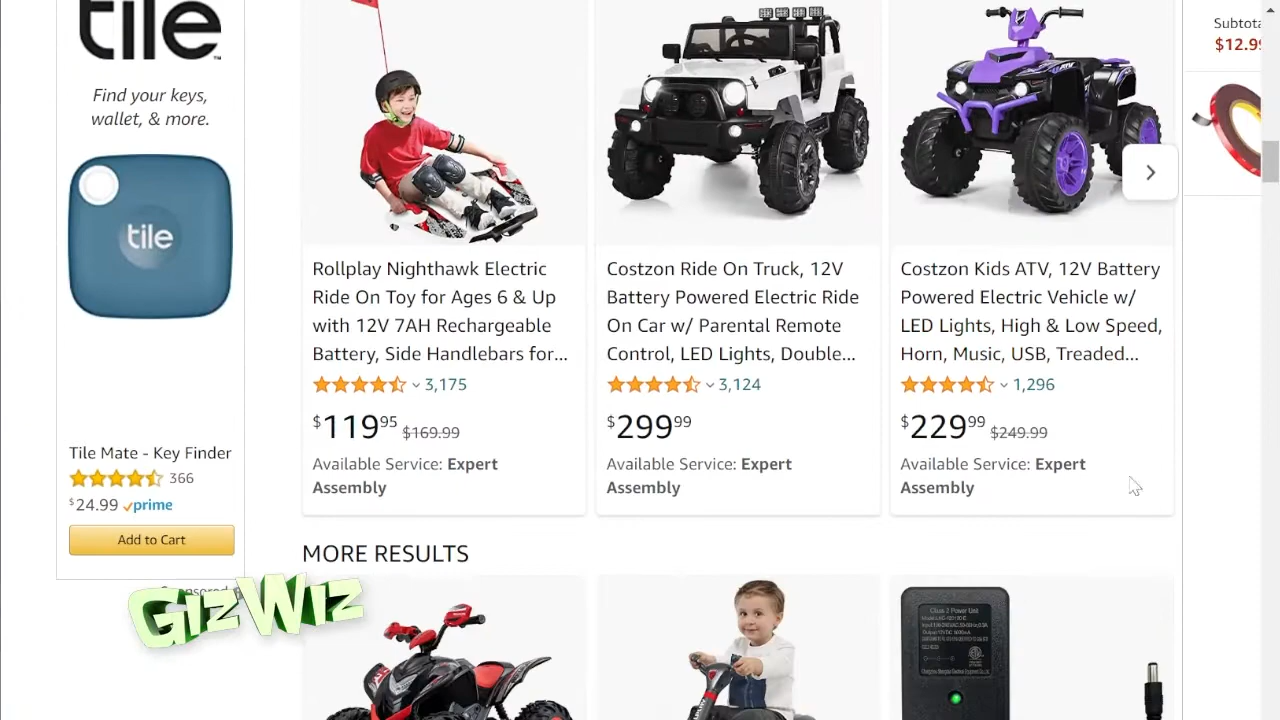 tile
Find your keys,
wallet, & more.
tile
Tile Mate - Key Finder
366
$24.99 prime
Add to Cart
Rollplay Nighthawk Electric
Ride On Toy for Ages 6 & Up
with 12V 7AH Rechargeable
Battery, Side Handlebars for...
3,175
$119.95 $169.99
Available Service: Expert
Assembly
Costzon Ride On Truck, 12V
Battery Powered Electric Ride
On Car w/ Parental Remote
Control, LED Lights, Double...
3,124
$299.99
Available Service: Expert
Assembly
Costzon Kids ATV, 12V Battery
Powered Electric Vehicle w/
LED Lights, High & Low Speed,
Horn, Music, USB, Treaded...
1,296
$229.99 $249.99
Available Service: Expert
Assembly
Subtota
$12.99
MORE RESULTS
GizWiz
Class 2 Power Unit